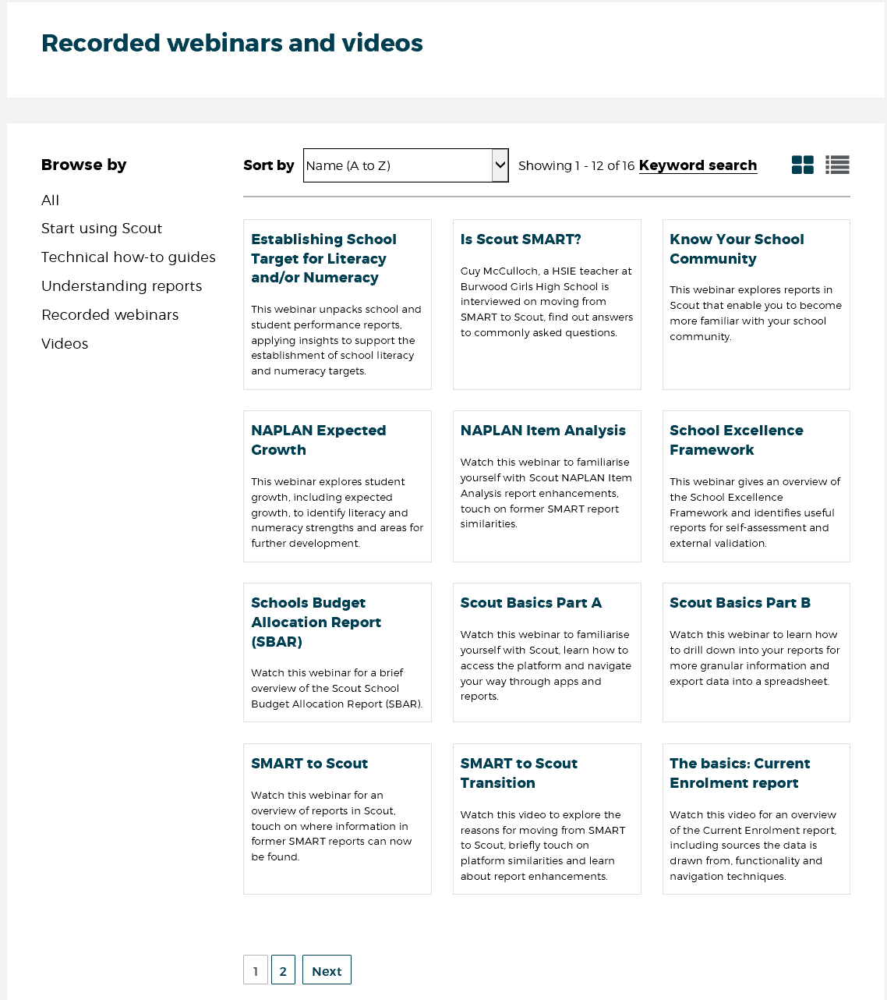 Recorded webinars and videos
Browse by
All
Start using Scout
Technical how-to guides
Understanding reports
Recorded webinars
Videos
Sort by Name (A to Z) Showing 1 - 12 of 16 Keyword search
Establishing School
Target for Literacy
and/or Numeracy
This webinar unpacks school and
student performance reports,
applying insights to support the
establishment of school literacy
and numeracy targets.
Is Scout SMART?
Guy McCulloch, a HSIE teacher at
Burwood Girls High School is
interviewed on moving from
SMART to Scout, find out answers
to commonly asked questions.
Know Your School
Community
This webinar explores reports in
Scout that enable you to become
more familiar with your school
community.
NAPLAN Expected
Growth
This webinar explores student
growth, including expected
growth, to identify literacy and
numeracy strengths and areas for
further development.
NAPLAN Item Analysis
Watch this webinar to familiarise
yourself with Scout NAPLAN Item
Analysis report enhancements,
touch on former SMART report
similarities.
School Excellence
Framework
This webinar gives an overview of
the School Excellence
Framework and identifies useful
reports for self-assessment and
external validation.
Schools Budget
Allocation Report
(SBAR)
Watch this webinar for a brief
overview of the Scout School
Budget Allocation Report (SBAR).
Scout Basics Part A
Watch this webinar to familiarise
yourself with Scout, learn how to
access the platform and navigate
your way through apps and
reports.
Scout Basics Part B
Watch this webinar to learn how
to drill down into your reports for
more granular information and
export data into a spreadsheet.
SMART to Scout
Watch this webinar for an
overview of reports in Scout,
touch on where information in
former SMART reports can now
be found.
SMART to Scout
Transition
Watch this video to explore the
reasons for moving from SMART
to Scout, briefly touch on
platform similarities and learn
about report enhancements.
The basics: Current
Enrolment report
Watch this video for an overview
of the Current Enrolment report,
including sources the data is
drawn from, functionality and
navigation techniques.
1 2 Next